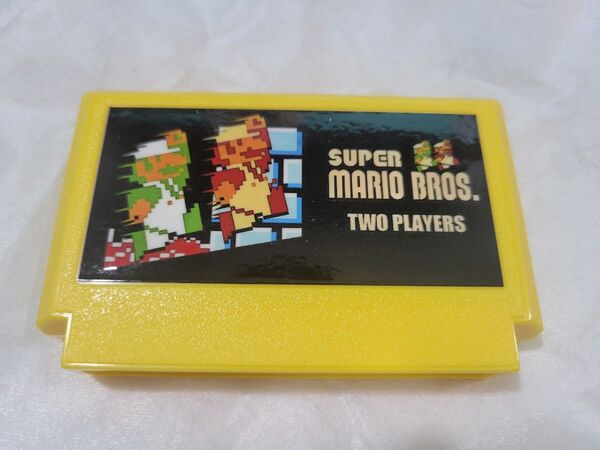 SUPER
MARIO BROS.
TWO PLAYERS